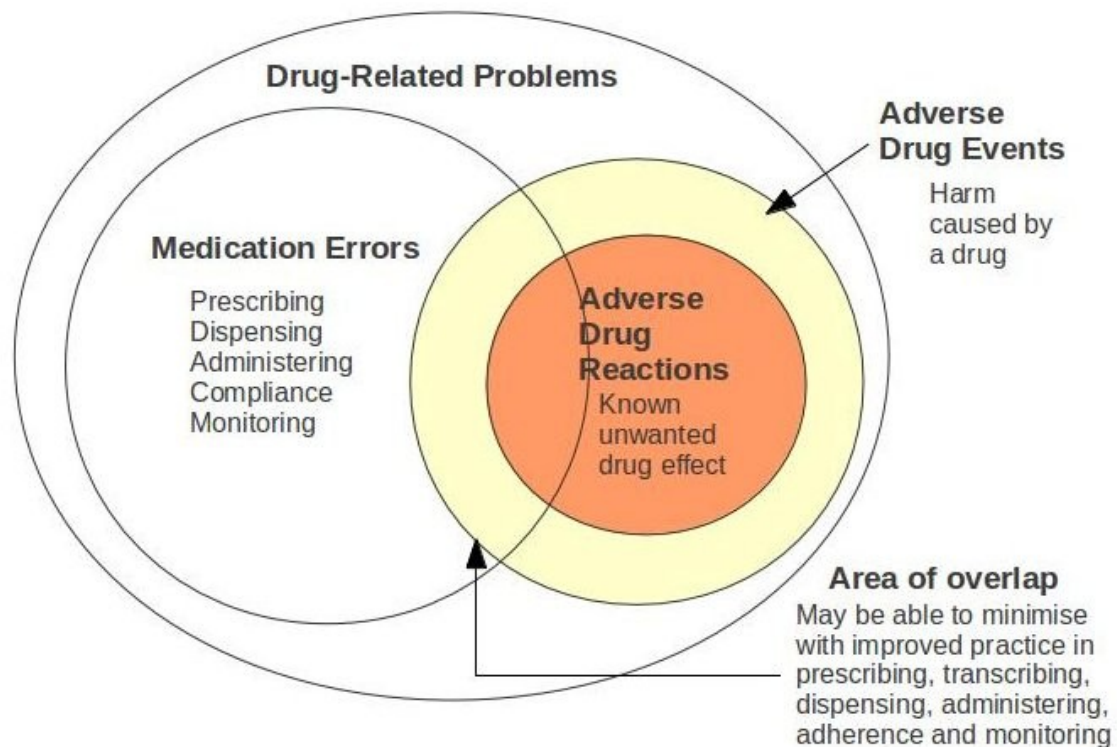 Drug-Related Problems
Adverse
Drug Events
Harm
caused by
a drug
Medication Errors
Prescribing
Dispensing
Administering
Compliance
Monitoring
Adverse
Drug
Reactions
Known
unwanted
drug effect
Area of overlap
May be able to minimise
with improved practice in
prescribing, transcribing,
dispensing, administering,
adherence and monitoring